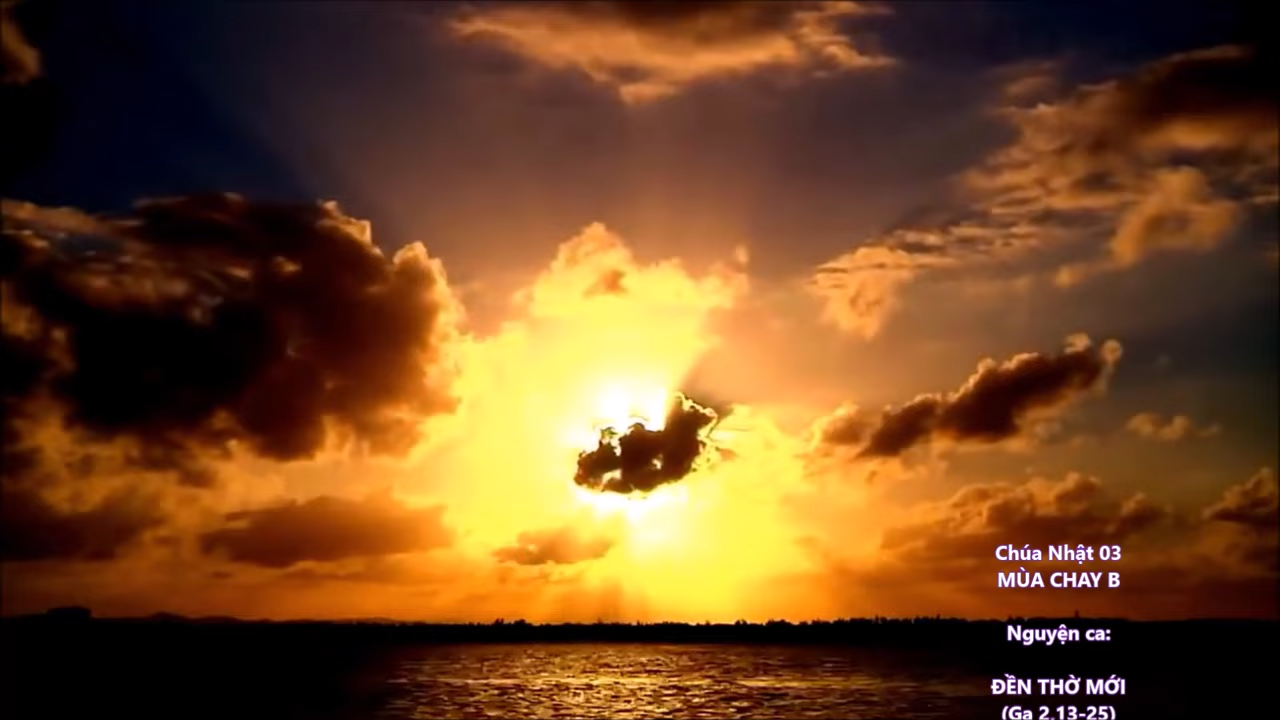 Chúa Nhật 03
MÙA CHAY B
Nguyện ca:
ĐỀN THỜ MỚI
(Ga 2,13-25)